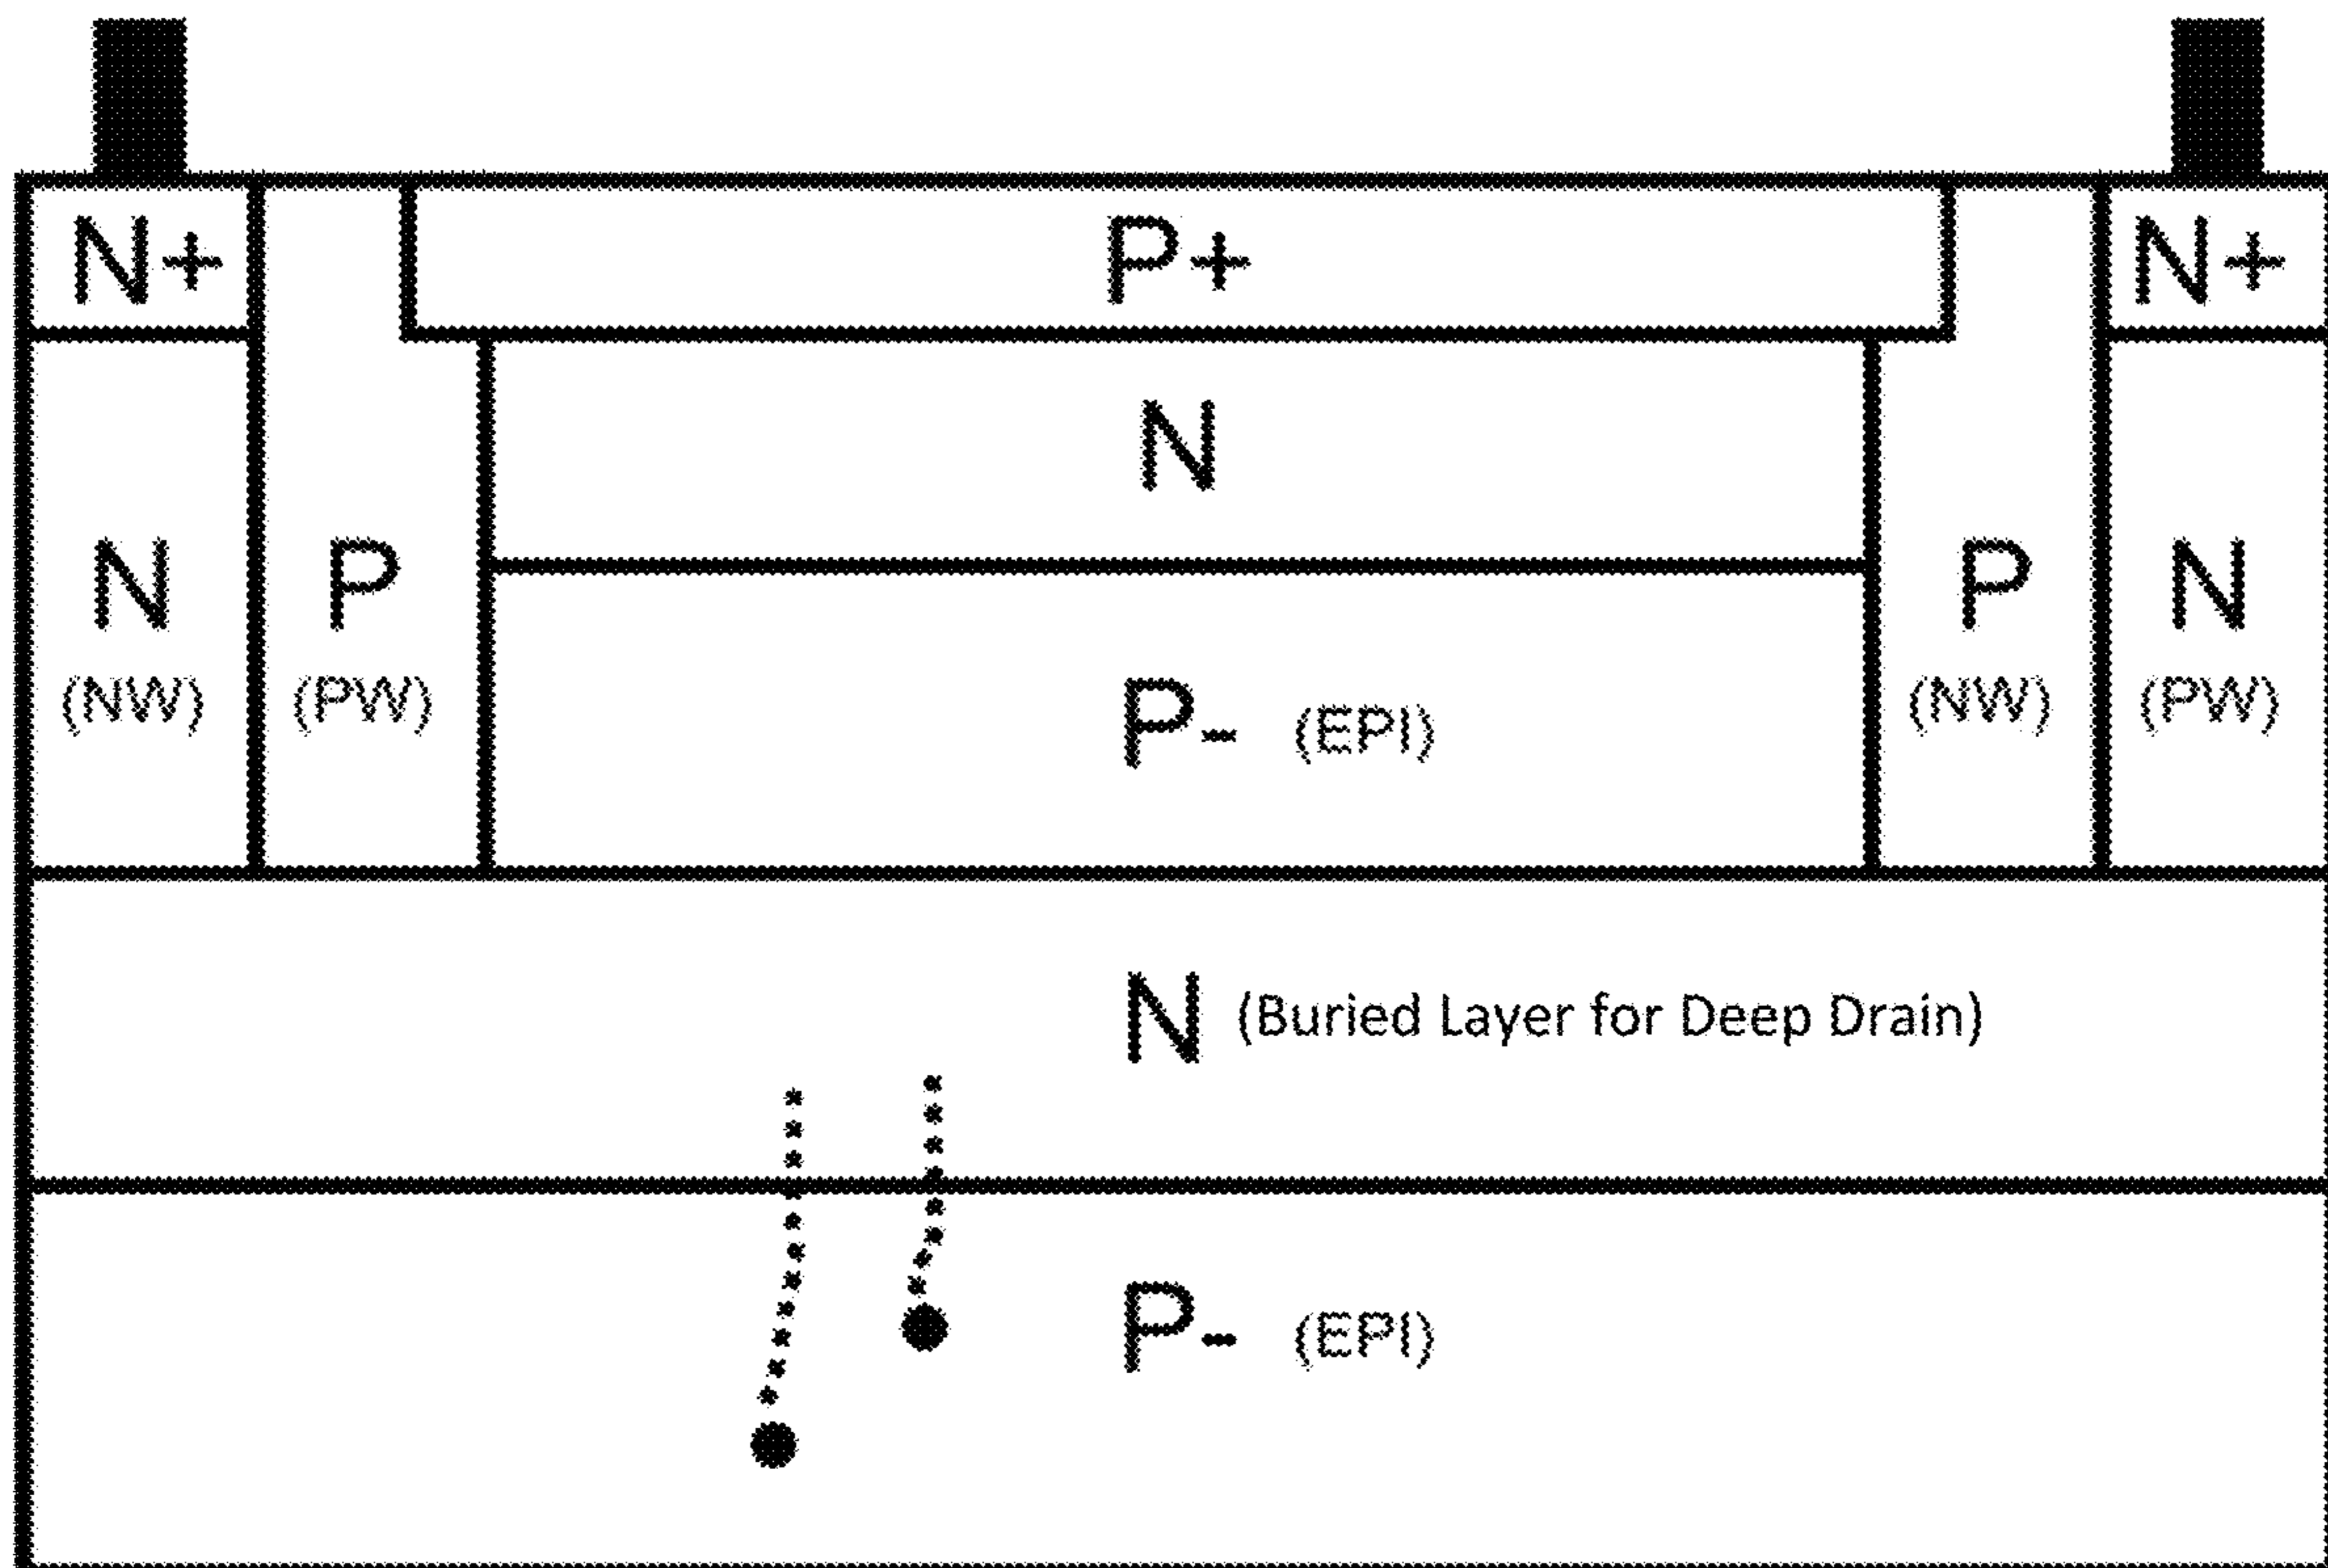 N+ P+ N+
N
N P P N
(NW) (PW) (NW) (PW)
P- (EPI)
N (Buried Layer for Deep Drain)
P- (EPI)